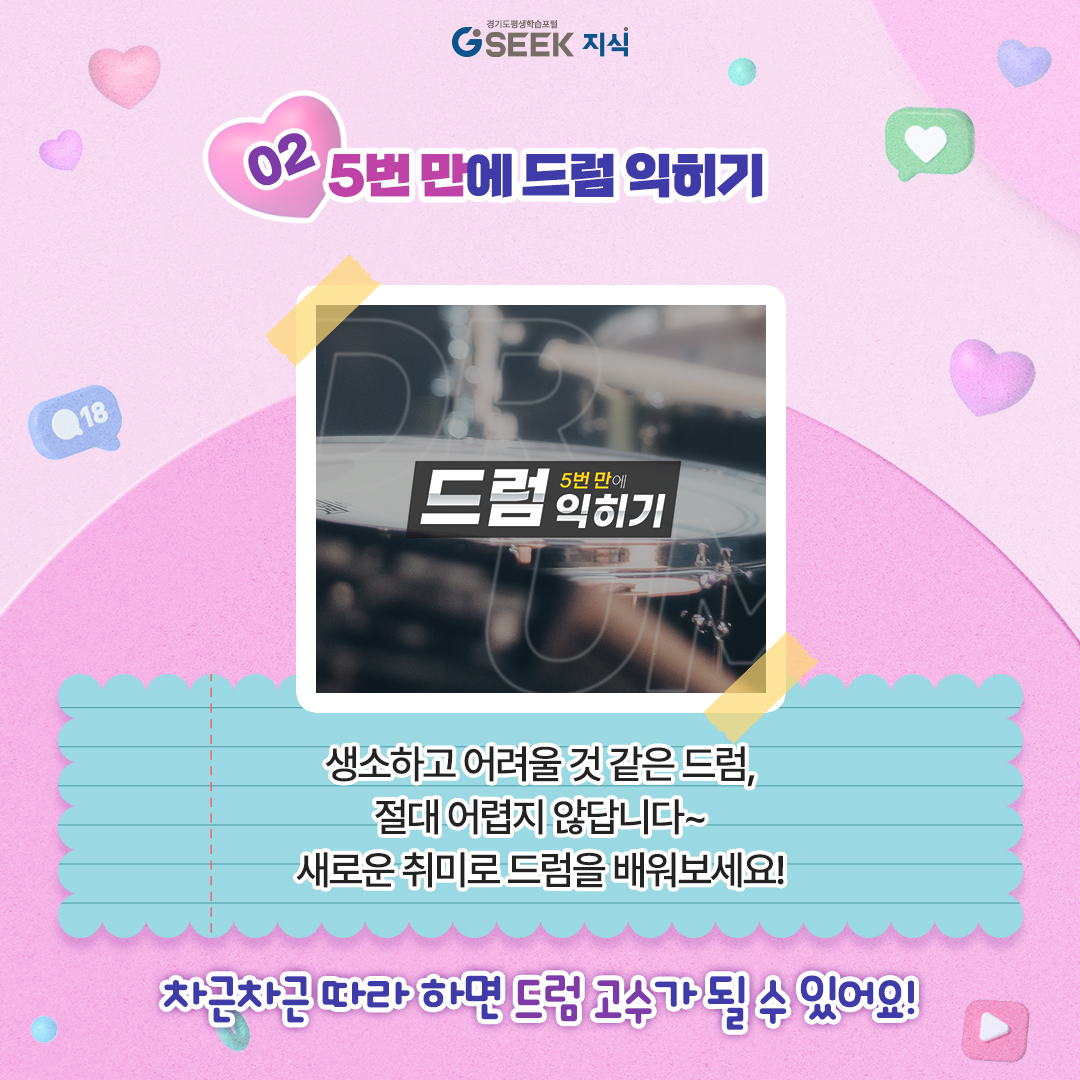 경기도평생학습포털
GSEEK 지식
02
5번 만에 드럼 익히기
DR
UM
드럼 5번 만에
익히기
18
생소하고 어려울 것 같은 드럼,
절대 어렵지 않답니다~
새로운 취미로 드럼을 배워보세요!
차근차근 따라 하면 드럼 고수가 될 수 있어요!